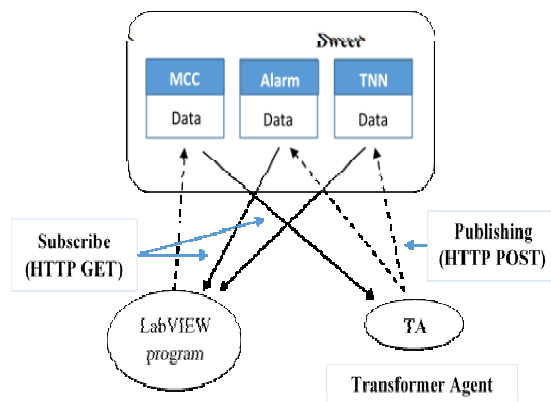 Sweet
MCC
Alarm
TNN
Data
Data
Data
Subscribe
(HTTP GET)
Publishing
(HTTP POST)
LabVIEW
program
TA
Transformer Agent